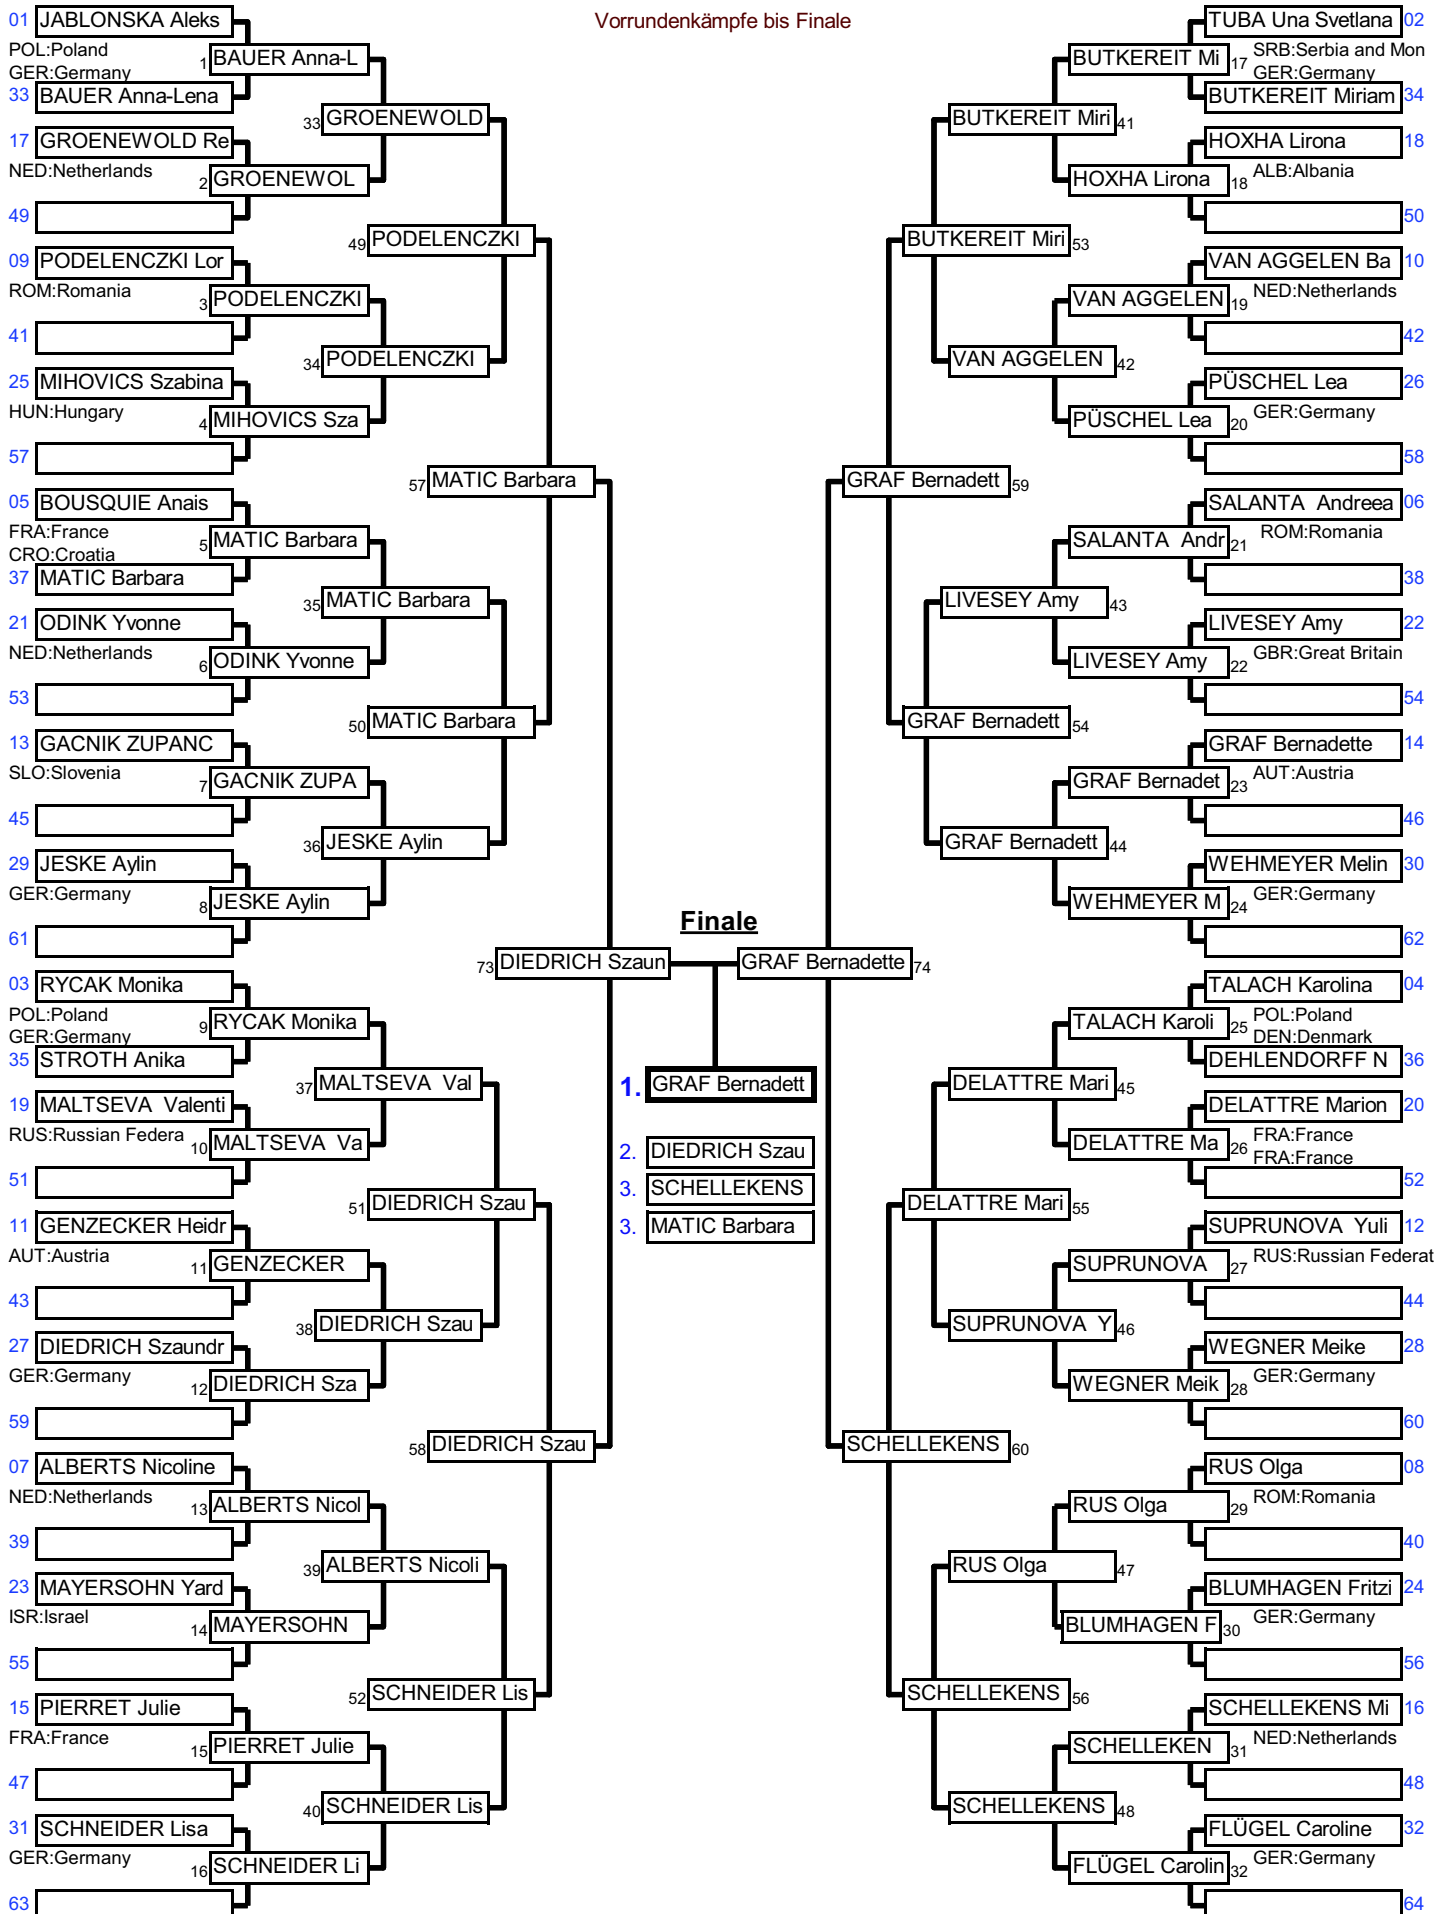 Vorrundenkämpfe bis Finale
01 JABLONSKA Aleks
POL:Poland
GER:Germany
1 BAUER Anna-L
33 BAUER Anna-Lena
33 GROENEWOLD
17 GROENEWOLD Re
NED:Netherlands
2 GROENEWOL
49
49 PODELENCZKI
09 PODELENCZKI Lor
ROM:Romania
3 PODELENCZKI
41
34 PODELENCZKI
25 MIHOVICS Szabina
HUN:Hungary
4 MIHOVICS Sza
57
57 MATIC Barbara
05 BOUSQUIE Anais
FRA:France
CRO:Croatia
5 MATIC Barbara
37 MATIC Barbara
35 MATIC Barbara
21 ODINK Yvonne
NED:Netherlands
6 ODINK Yvonne
53
50 MATIC Barbara
13 GACNIK ZUPANC
SLO:Slovenia
7 GACNIK ZUPA
45
36 JESKE Aylin
29 JESKE Aylin
GER:Germany
8 JESKE Aylin
61
73 DIEDRICH Szaun
03 RYCAK Monika
POL:Poland
GER:Germany
9 RYCAK Monika
35 STROTH Anika
37 MALTSEVA Val
19 MALTSEVA Valenti
RUS:Russian Federa
10 MALTSEVA Va
51
51 DIEDRICH Szau
11 GENZECKER Heidr
AUT:Austria
11 GENZECKER
43
38 DIEDRICH Szau
27 DIEDRICH Szaundr
GER:Germany
12 DIEDRICH Sza
59
58 DIEDRICH Szau
07 ALBERTS Nicoline
NED:Netherlands
13 ALBERTS Nicol
39
39 ALBERTS Nicoli
23 MAYERSOHN Yard
ISR:Israel
14 MAYERSOHN
55
52 SCHNEIDER Lis
15 PIERRET Julie
FRA:France
15 PIERRET Julie
47
40 SCHNEIDER Lis
31 SCHNEIDER Lisa
GER:Germany
16 SCHNEIDER Li
63
Finale
1. GRAF Bernadett
2. DIEDRICH Szau
3. SCHELLEKENS
3. MATIC Barbara
TUBA Una Svetlana 02
SRB:Serbia and Mon
GER:Germany
BUTKEREIT Mi 17
BUTKEREIT Miriam 34
BUTKEREIT Miri 41
HOXHA Lirona 18
ALB:Albania
HOXHA Lirona 18
50
BUTKEREIT Miri 53
VAN AGGELEN Ba 10
NED:Netherlands
VAN AGGELEN 19
42
VAN AGGELEN 42
PÜSCHEL Lea 26
GER:Germany
PÜSCHEL Lea 20
58
GRAF Bernadett 59
SALANTA Andreea 06
ROM:Romania
SALANTA Andr 21
38
LIVESEY Amy 43
LIVESEY Amy 22
GBR:Great Britain
LIVESEY Amy 22
54
GRAF Bernadett 54
GRAF Bernadette 14
AUT:Austria
GRAF Bernadet 23
46
GRAF Bernadett 44
WEHMEYER Melin 30
GER:Germany
WEHMEYER M 24
62
GRAF Bernadette 74
TALACH Karolina 04
POL:Poland
DEN:Denmark
TALACH Karoli 25
DEHLENDORFF N 36
DELATTRE Mari 45
DELATTRE Marion 20
FRA:France
FRA:France
DELATTRE Ma 26
52
DELATTRE Mari 55
SUPRUNOVA Yuli 12
RUS:Russian Federat
SUPRUNOVA 27
44
SUPRUNOVA Y 46
WEGNER Meike 28
GER:Germany
WEGNER Meik 28
60
SCHELLEKENS 60
RUS Olga 08
ROM:Romania
RUS Olga 29
40
RUS Olga 47
BLUMHAGEN Fritzi 24
GER:Germany
BLUMHAGEN F 30
56
SCHELLEKENS 56
SCHELLEKENS Mi 16
NED:Netherlands
SCHELLEKEN 31
48
SCHELLEKENS 48
FLÜGEL Caroline 32
GER:Germany
FLÜGEL Carolin 32
64